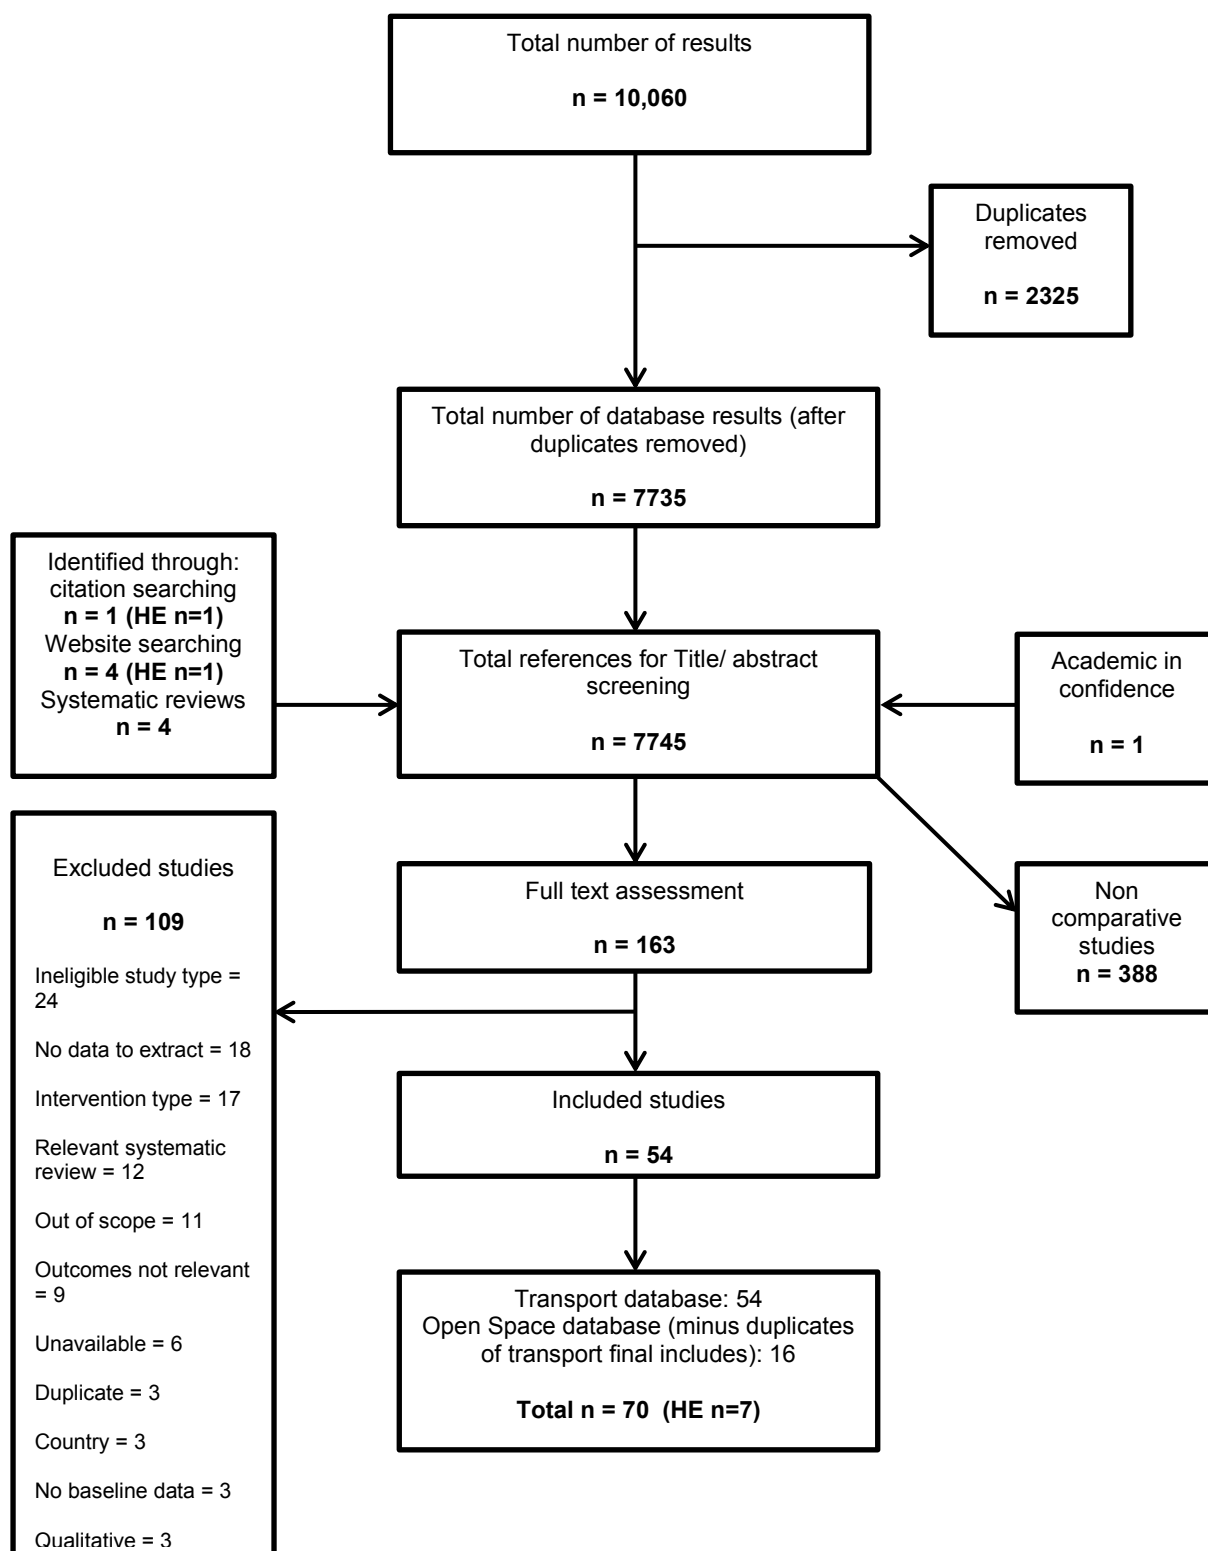 Total number of results
n = 10,060
Duplicates
removed
n = 2325
Total number of database results (after
duplicates removed)
n = 7735
Identified through:
citation searching
n = 1 (HE n=1)
Website searching
n = 4 (HE n=1)
Systematic reviews
n = 4
Total references for Title/ abstract
screening
n = 7745
Academic in
confidence
n = 1
Excluded studies
n = 109
Ineligible study type =
24
No data to extract = 18
Intervention type = 17
Relevant systematic
review = 12
Out of scope = 11
Outcomes not relevant
= 9
Unavailable = 6
Duplicate = 3
Country = 3
No baseline data = 3
Qualitative = 3
Full text assessment
n = 163
Non
comparative
studies
n = 388
Included studies
n = 54
Transport database: 54
Open Space database (minus duplicates
of transport final includes): 16
Total n = 70 (HE n=7)